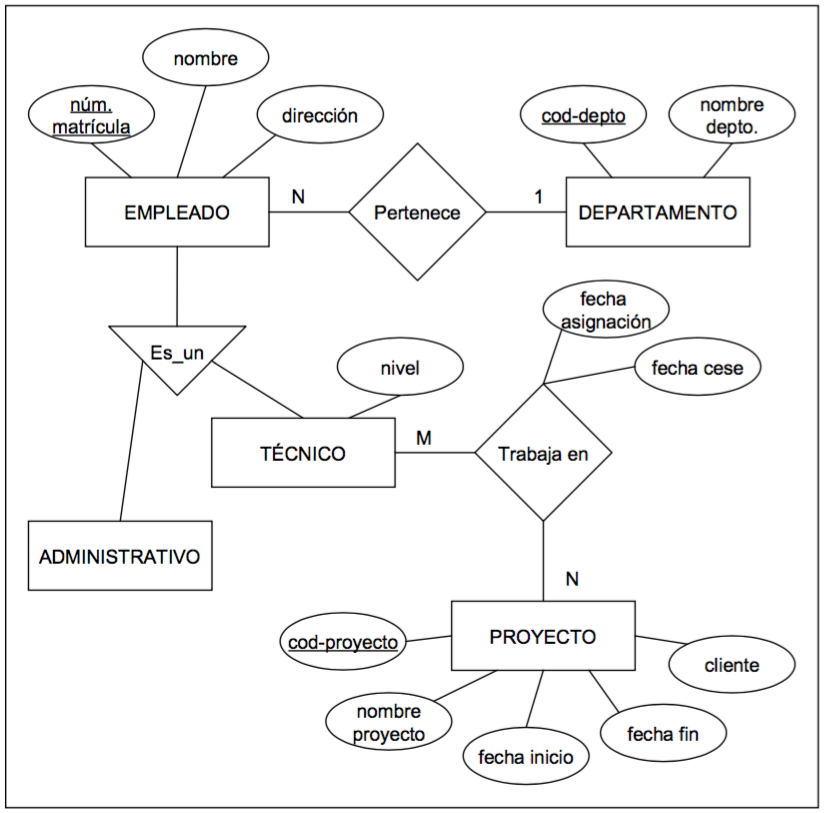 nombre
núm.
matrícula
dirección
cod-depto
nombre
depto.
EMPLEADO
N
Pertenece
1
DEPARTAMENTO
fecha
asignación
Es_un
nivel
fecha cese
TÉCNICO
M
Trabaja en
ADMINISTRATIVO
N
PROYECTO
cod-proyecto
cliente
nombre
proyecto
fecha inicio
fecha fin